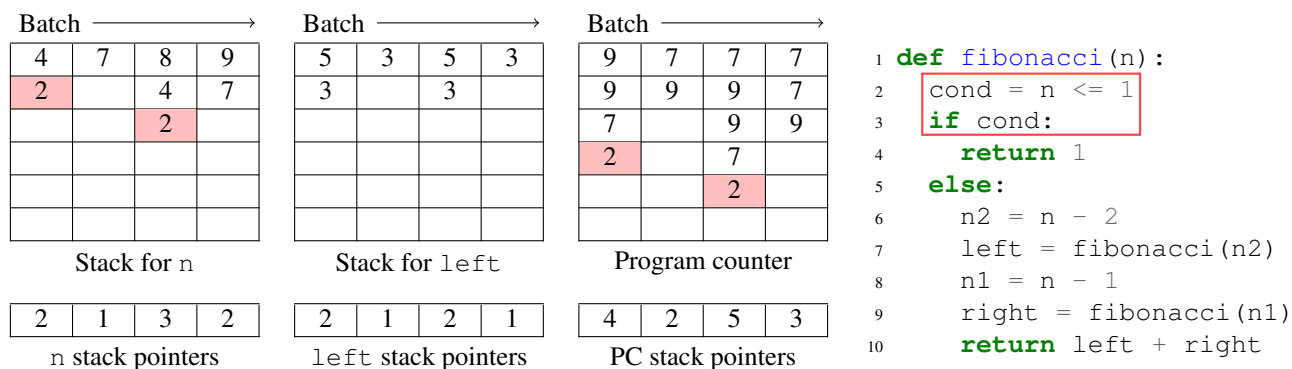 Batch
4 7 8 9
2 4 7
2
Stack for n
2 1 3 2
n stack pointers
Batch
5 3 5 3
3 3
Stack for left
2 1 2 1
left stack pointers
Batch
9 7 7 7
9 9 9 7
7 9 9
2 7
2
Program counter
4 2 5 3
PC stack pointers
1 def fibonacci(n):
2 cond = n <= 1
3 if cond:
4 return 1
5 else:
6 n2 = n - 2
7 left = fibonacci(n2)
8 n1 = n - 1
9 right = fibonacci(n1)
10 return left + right